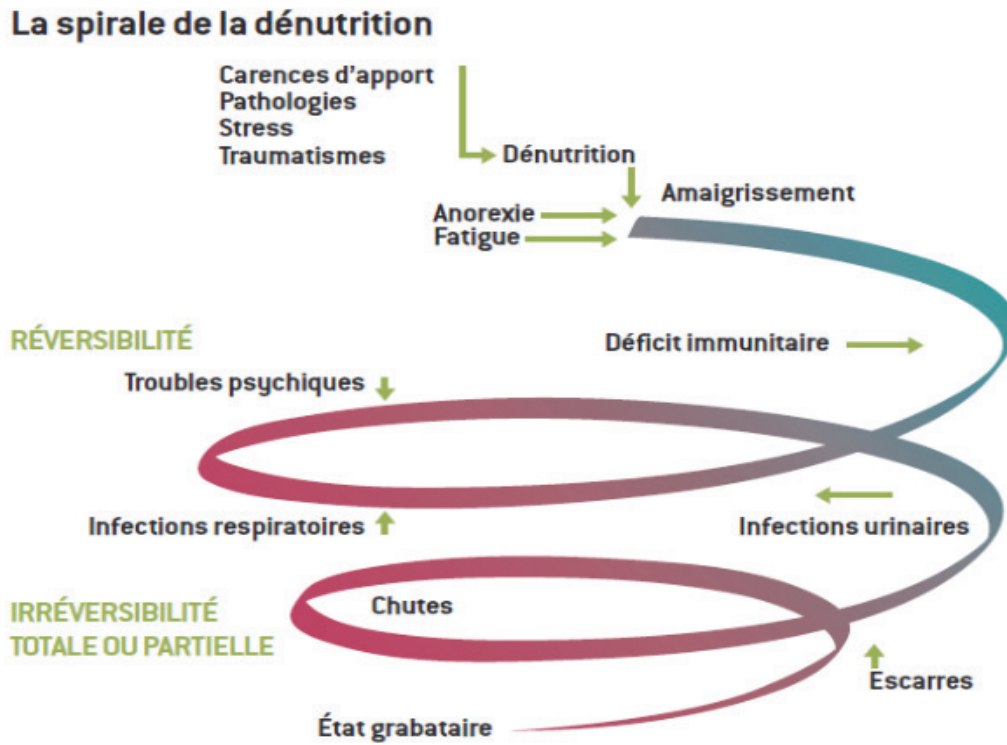 La spirale de la dénutrition
Carences d'apport
Pathologies
Stress
Traumatismes
Dénutrition
Amaigrissement
Anorexie
Fatigue
RÉVERSIBILITÉ
Déficit immunitaire
Troubles psychiques
Infections respiratoires
Infections urinaires
IRRÉVERSIBILITÉ
TOTALE OU PARTIELLE
Chutes
Escarres
État grabataire